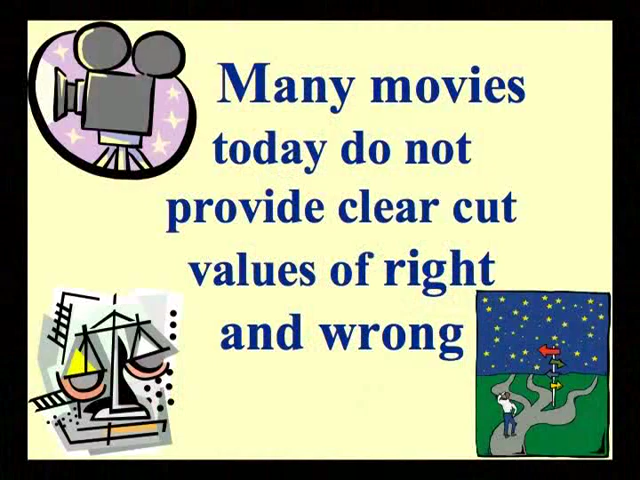 Many movies
today do not
provide clear cut
values of right
and wrong